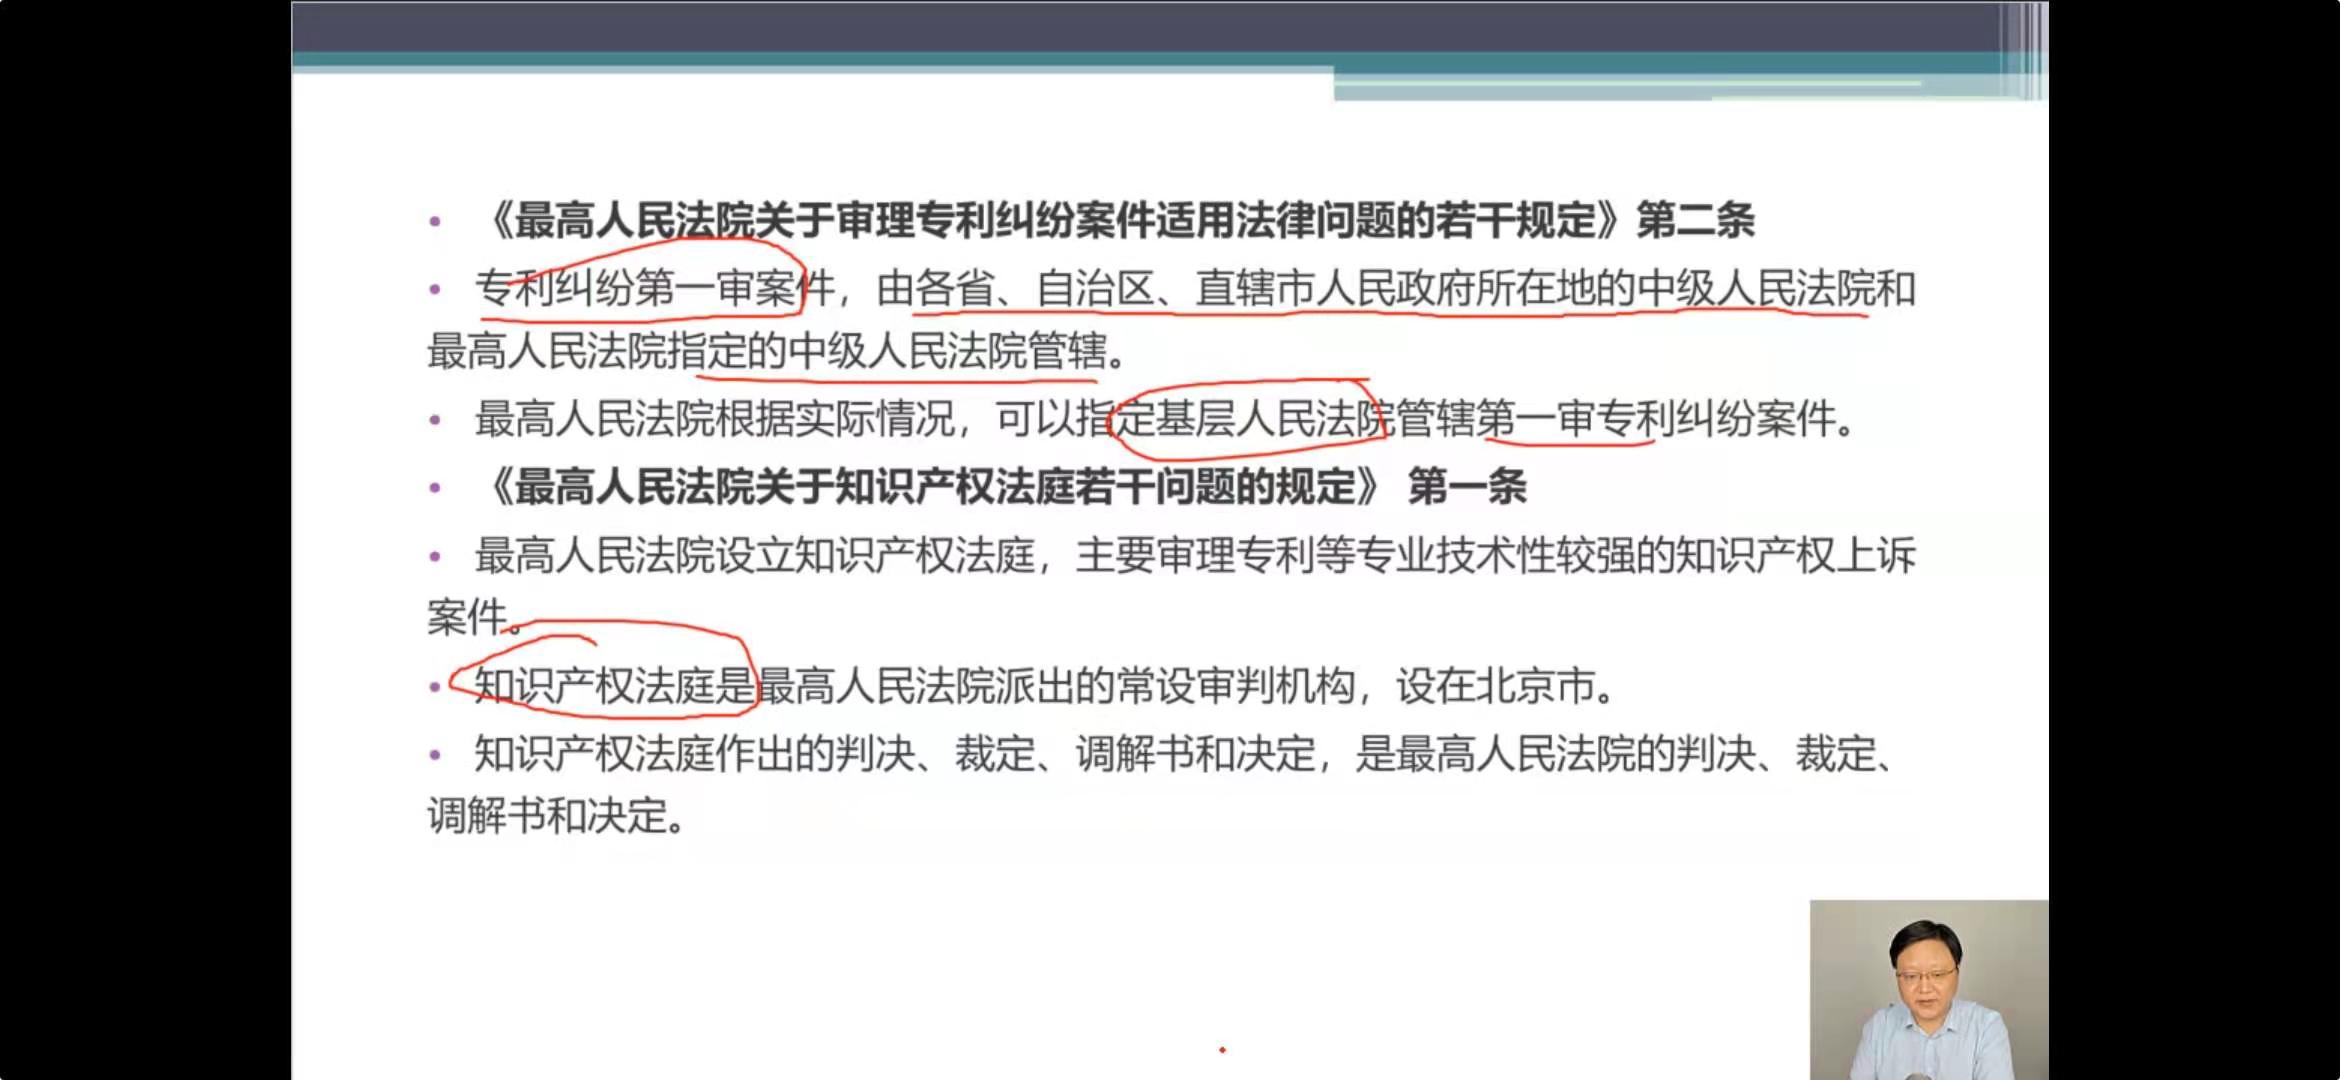 《最高人民法院关于审理专利纠纷案件适用法律问题的若干规定》第二条
专利纠纷第一审案件，由各省、自治区、直辖市人民政府所在地的中级人民法院和
最高人民法院指定的中级人民法院管辖。
最高人民法院根据实际情况，可以指定基层人民法院管辖第一审专利纠纷案件。
《最高人民法院关于知识产权法庭若干问题的规定》 第一条
最高人民法院设立知识产权法庭，主要审理专利等专业技术性较强的知识产权上诉
案件。
知识产权法庭是最高人民法院派出的常设审判机构，设在北京市。
知识产权法庭作出的判决、裁定、调解书和决定，是最高人民法院的判决、裁定、
调解书和决定。